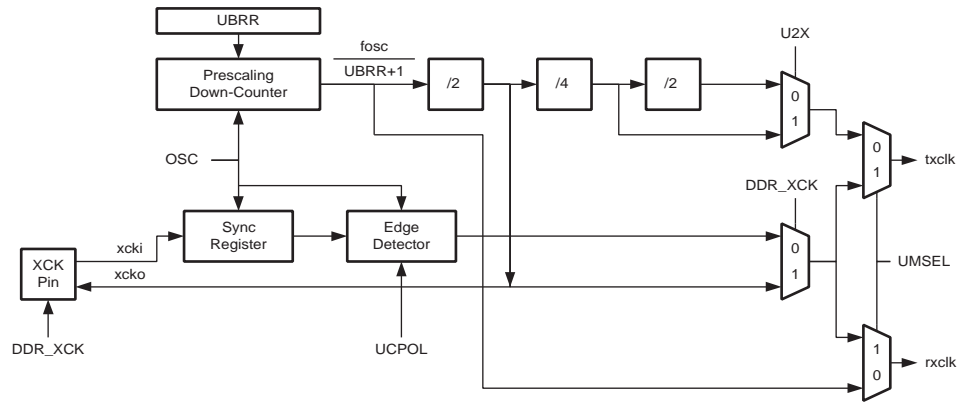 UBRR
fosc
U2X
Prescaling
Down-Counter
UBRR+1
/2
/4
/2
0
1
OSC
0
1
txclk
DDR_XCK
Sync
Register
Edge
Detector
xcki
0
1
XCK
Pin
xcko
UMSEL
DDR_XCK
UCPOL
1
0
rxclk